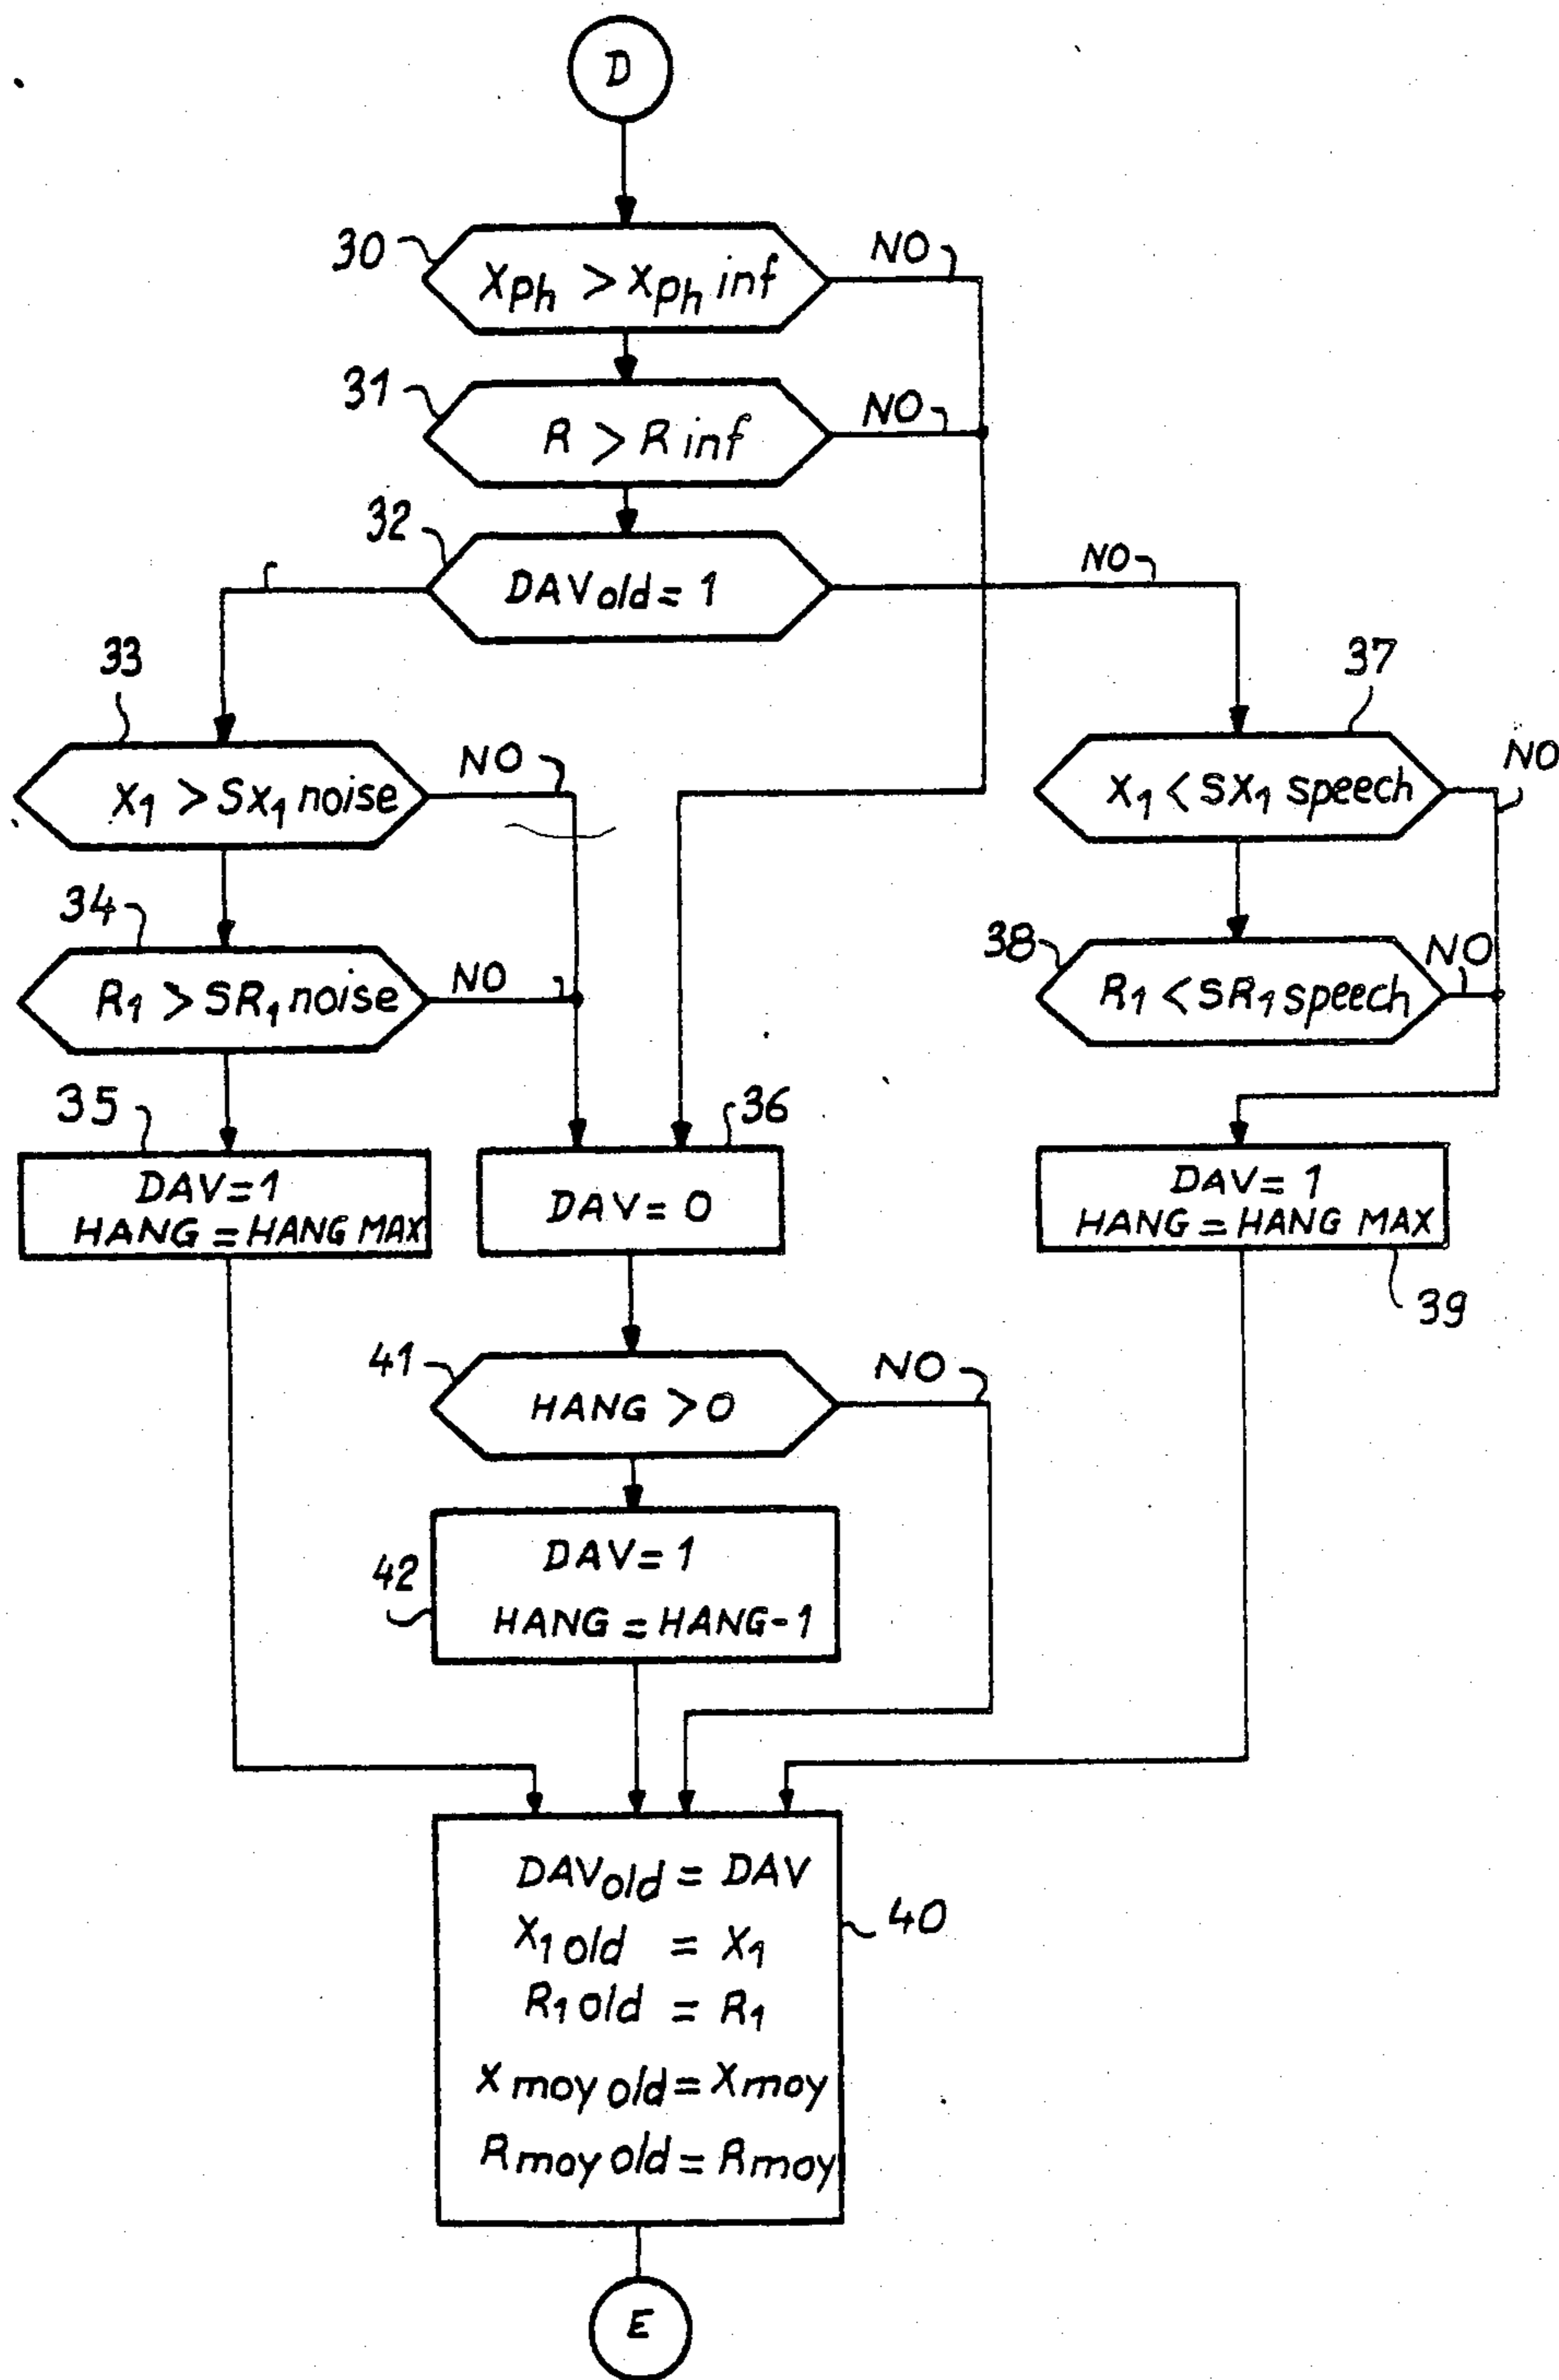 D
30
Xph > Xph inf
NO
31
R > R inf
NO
32
DAVold = 1
NO
33
X1 > SX1 noise
NO
37
X1 < SX1 speech
NO
34
R1 > SR1 noise
NO
38
R1 < SR1 speech
NO
35
DAV=1
HANG = HANG MAX
36
DAV = 0
DAV = 1
HANG = HANG MAX
39
41
HANG > 0
NO
42
DAV = 1
HANG = HANG-1
DAVold = DAV
X1 old = X1
R1 old = R1
Xmoy old = Xmoy
Rmoy old = Rmoy
40
E